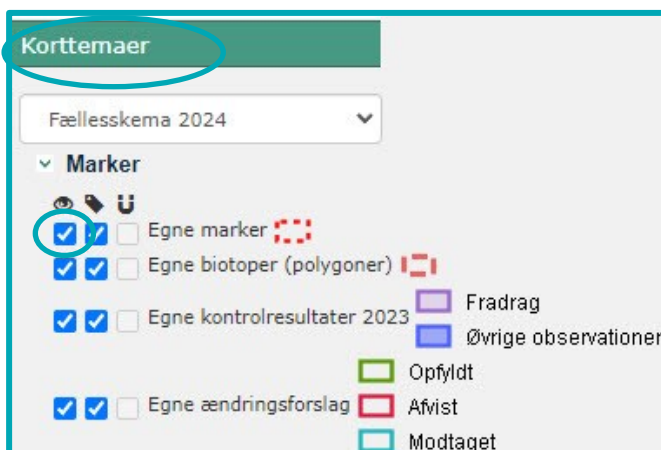 Korttemaer
Fællesskema 2024
Marker
Egne marker
Egne biotoper (polygoner)
Egne kontrolresultater 2023
Fradrag
Øvrige observationer
Egne ændringsforslag
Opfyldt
Afvist
Modtaget